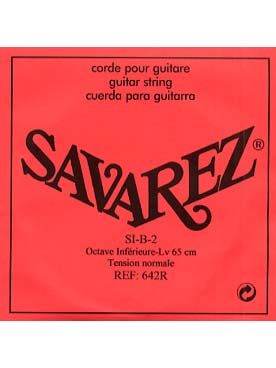 corde pour guitare
guitar string
cuerda para guitarra
SAVAREZ®
SI-B-2
Octave Inférieure-Lv 65 cm
Tension normale
REF: 642R